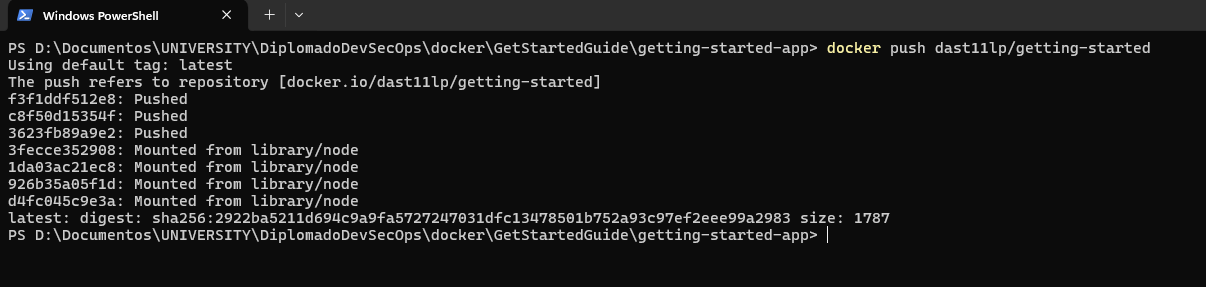 Windows PowerShell
PS D:\Documentos\UNIVERSITY\DiplomadoDevSecOps\docker\GetStartedGuide\getting-started-app> docker push dast11lp/getting-started
Using default tag: latest
The push refers to repository [docker.io/dast11lp/getting-started]
f3f1ddf512e8: Pushed
c8f50d15354f: Pushed
3623fb89a9e2: Pushed
3fecce352908: Mounted from library/node
1da03ac21ec8: Mounted from library/node
926b35a05f1d: Mounted from library/node
d4fc045c9e3a: Mounted from library/node
latest: digest: sha256:2922ba5211d694c9a9fa5727247031dfc13478501b752a93c97ef2eee99a2983 size: 1787
PS D:\Documentos\UNIVERSITY\DiplomadoDevSecOps\docker\GetStartedGuide\getting-started-app>